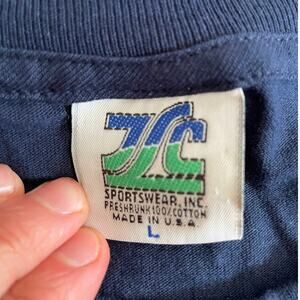 SPORTSWEAR, INC.
PRESHRUNK 100% COTTON
MADE IN U.S.A.
L